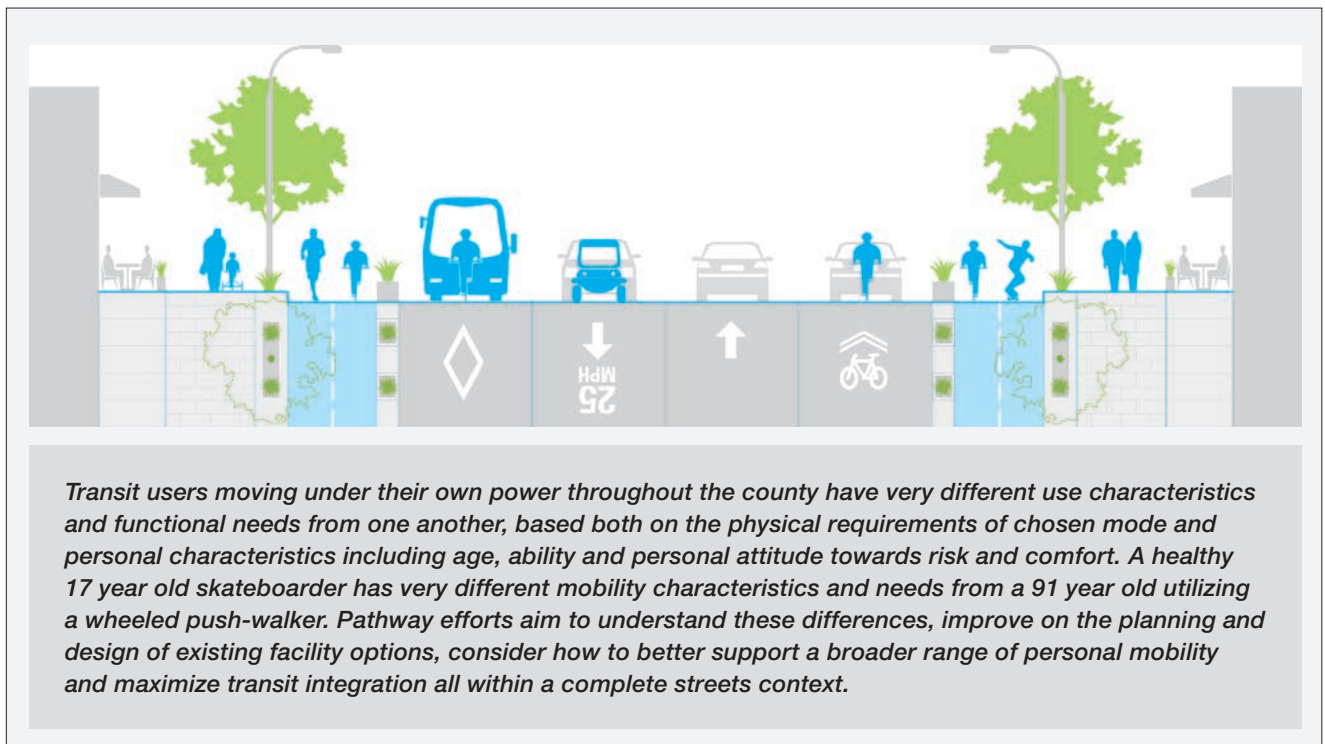 25
MPH
Transit users moving under their own power throughout the county have very different use characteristics
and functional needs from one another, based both on the physical requirements of chosen mode and
personal characteristics including age, ability and personal attitude towards risk and comfort. A healthy
17 year old skateboarder has very different mobility characteristics and needs from a 91 year old utilizing
a wheeled push-walker. Pathway efforts aim to understand these differences, improve on the planning and
design of existing facility options, consider how to better support a broader range of personal mobility
and maximize transit integration all within a complete streets context.